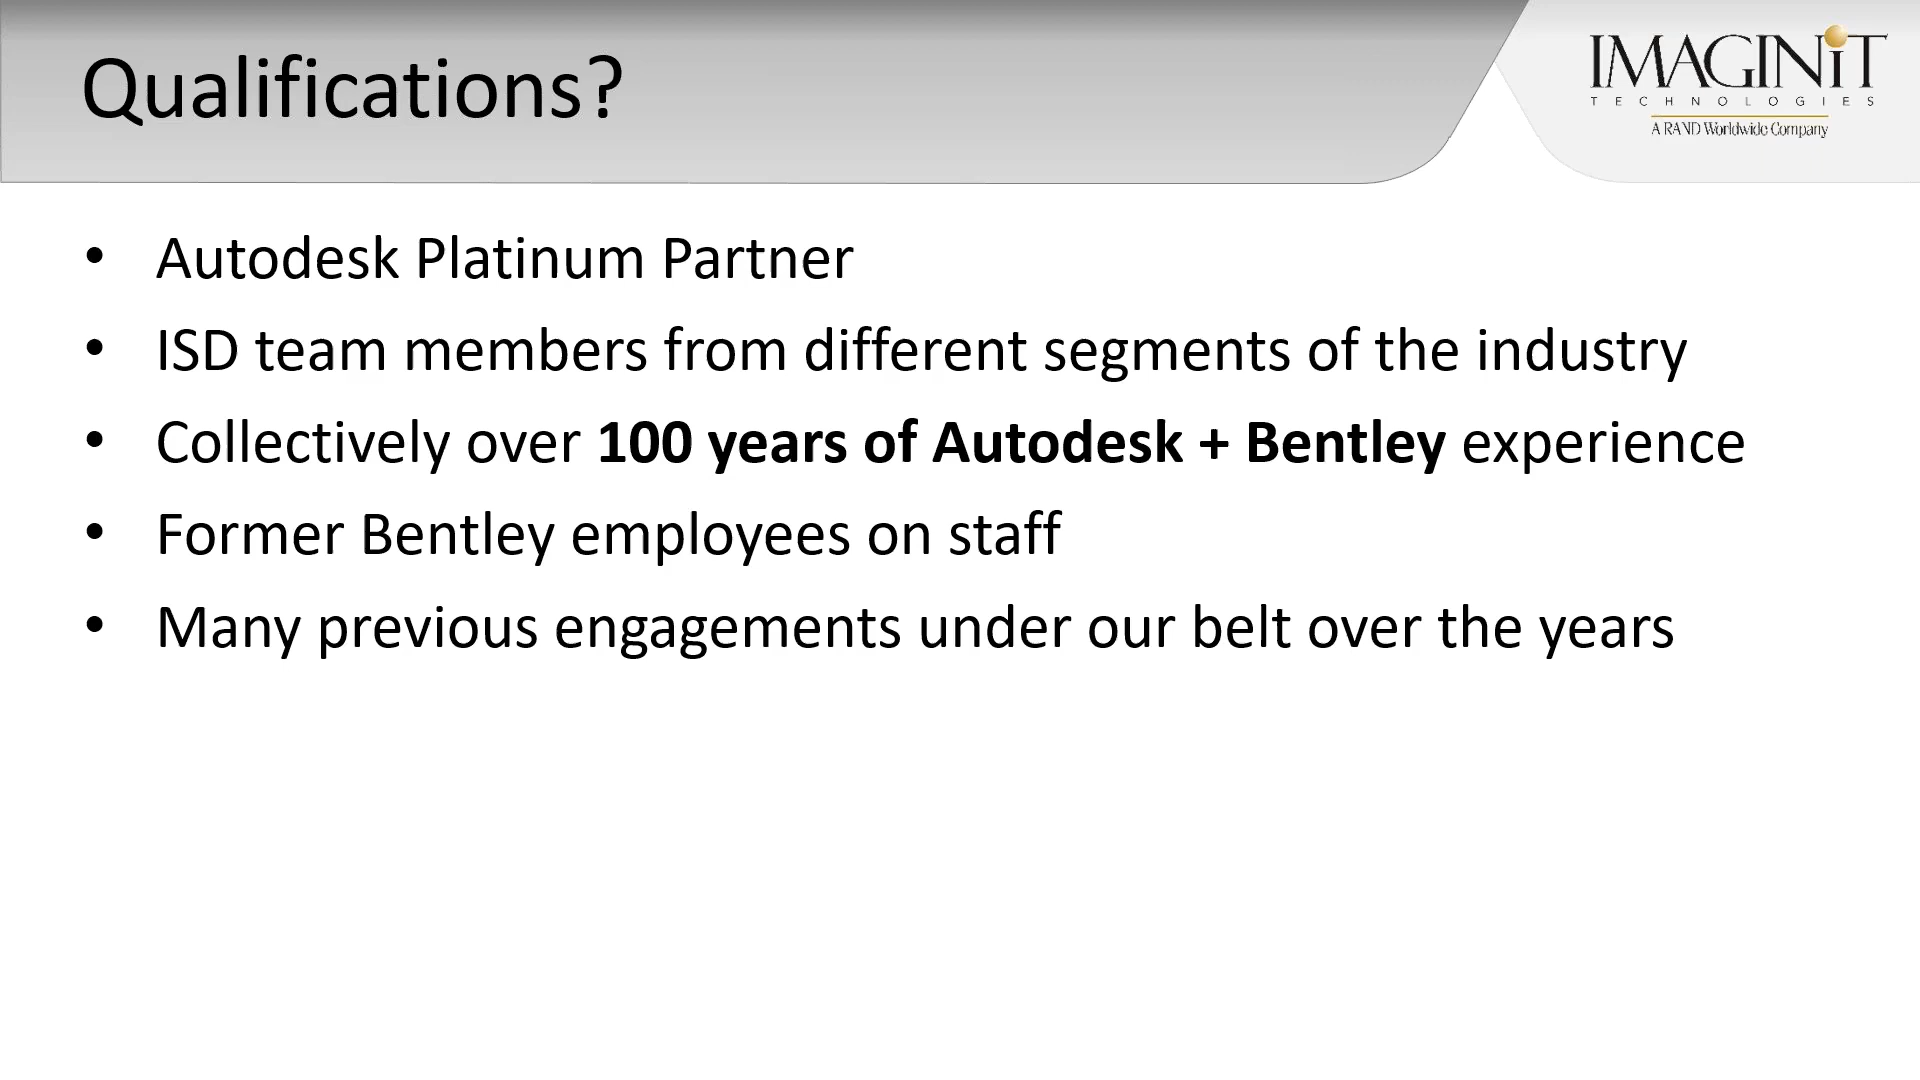 Qualifications?
IMAGINiT
TECHNOLOGIES
A RAND Worldwide Company
• Autodesk Platinum Partner
• ISD team members from different segments of the industry
• Collectively over 100 years of Autodesk + Bentley experience
• Former Bentley employees on staff
• Many previous engagements under our belt over the years